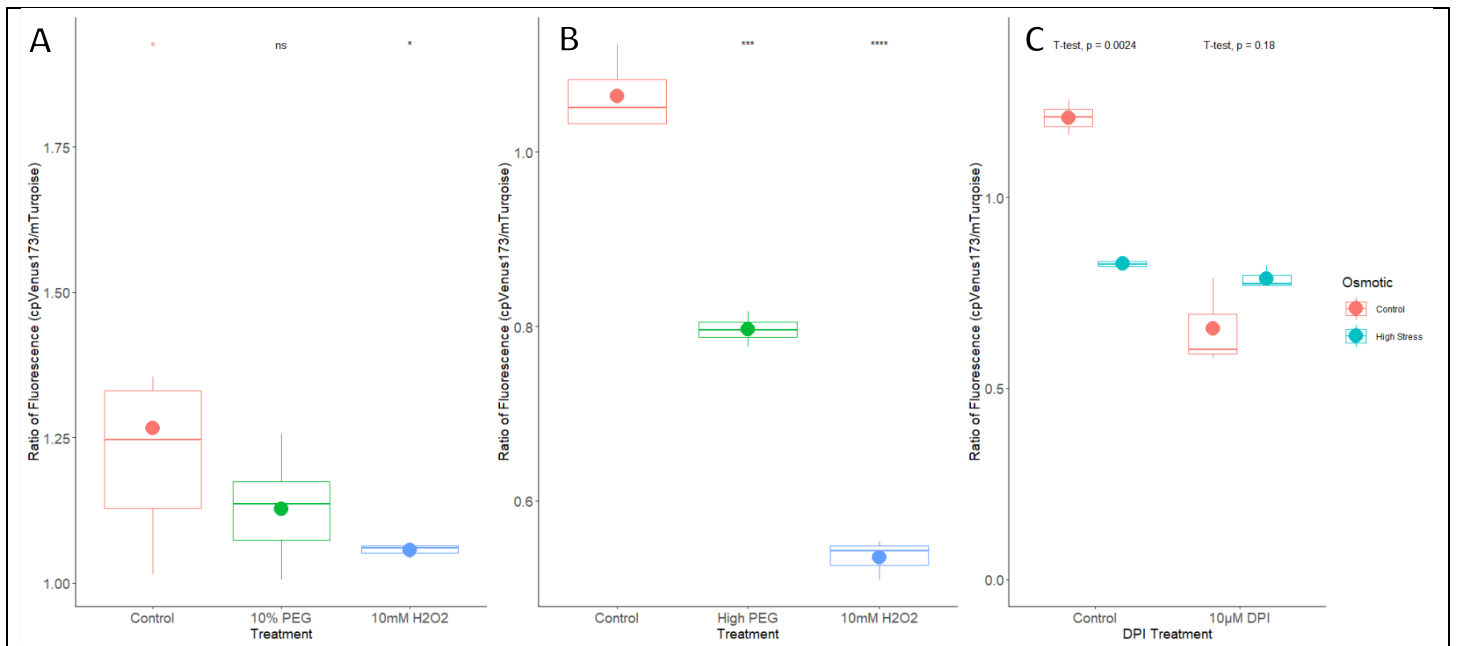 A
ns
*
Ratio of Fluorescence (cpVenus173/mTurqoise)
1.75
1.50
1.25
1.00
Control
10% PEG
10mM H2O2
Treatment
B
***
****
Ratio of Fluorescence (cpVenus173/mTurqoise)
1.0
0.8
0.6
Control
High PEG
10mM H2O2
Treatment
C
T-test, p = 0.0024
T-test, p = 0.18
Ratio of Fluorescence (cpVenus173/mTurqoise)
1.0
0.5
0.0
Control
10µM DPI
DPI Treatment
Osmotic
Control
High Stress